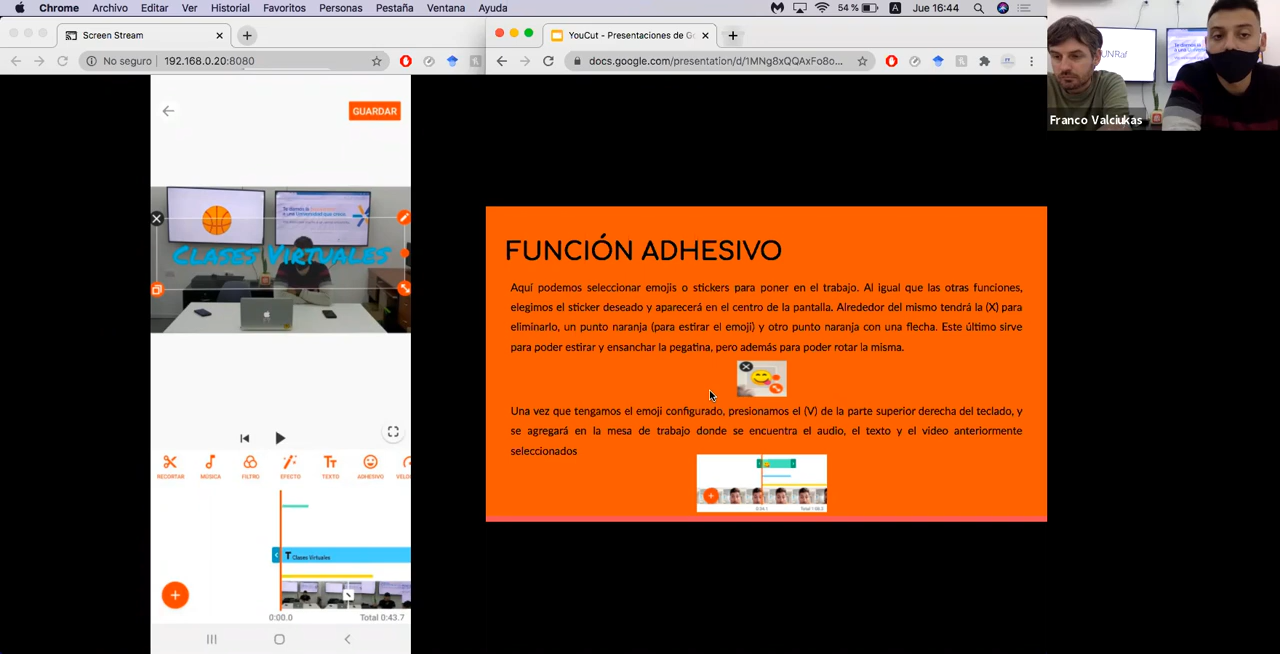 Chrome Archivo Editar Ver Historial Favoritos Personas Pestaña Ventana Ayuda
54 % A Jue 16:44
Screen Stream
No seguro 192.168.0.20:8080
YouCut - Presentaciones de
docs.google.com/presentation/d/1MNg8xQQAxFo8o...
UNRaf
Franco Valciukas
GUARDAR
Clases Virtuales
RECORTAR MÚSICA FILTRO EFECTO TEXTO ADHESIVO
T Clases Virtuales
0:00.0 Total 0:43.7
FUNCIÓN ADHESIVO
Aquí podemos seleccionar emojis o stickers para poner en el trabajo. Al igual que las otras funciones,
elegimos el sticker deseado y aparecerá en el centro de la pantalla. Alrededor del mismo tendrá la (X) para
eliminarlo, un punto naranja (para estirar el emoji) y otro punto naranja con una flecha. Este último sirve
para poder estirar y ensanchar la pegatina, pero además para poder rotar la misma.
Una vez que tengamos el emoji configurado, presionamos el (V) de la parte superior derecha del teclado, y
se agregará en la mesa de trabajo donde se encuentra el audio, el texto y el video anteriormente
seleccionados